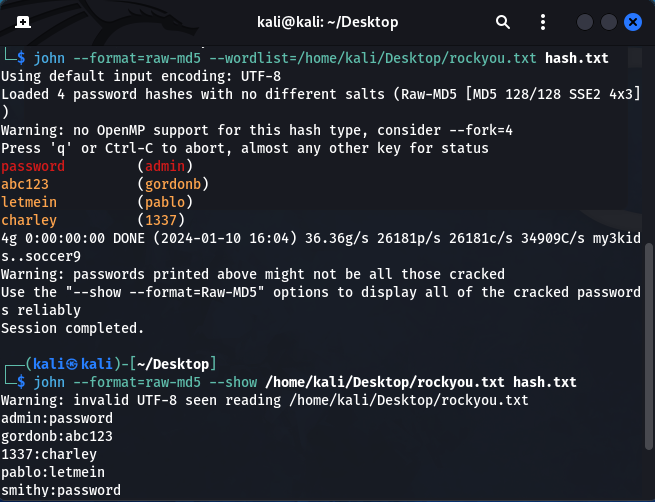 kali@kali: ~/Desktop
└─$ john --format=raw-md5 --wordlist=/home/kali/Desktop/rockyou.txt hash.txt
Using default input encoding: UTF-8
Loaded 4 password hashes with no different salts (Raw-MD5 [MD5 128/128 SSE2 4x3]
)
Warning: no OpenMP support for this hash type, consider --fork=4
Press 'q' or Ctrl-C to abort, almost any other key for status
password         (admin)
abc123           (gordonb)
letmein          (pablo)
charley          (1337)
4g 0:00:00:00 DONE (2024-01-10 16:04) 36.36g/s 26181p/s 26181c/s 34909C/s my3kid
s..soccer9
Warning: passwords printed above might not be all those cracked
Use the "--show --format=Raw-MD5" options to display all of the cracked password
s reliably
Session completed.
┌──(kali㉿kali)-[~/Desktop]
└─$ john --format=raw-md5 --show /home/kali/Desktop/rockyou.txt hash.txt
Warning: invalid UTF-8 seen reading /home/kali/Desktop/rockyou.txt
admin:password
gordonb:abc123
1337:charley
pablo:letmein
smithy:password